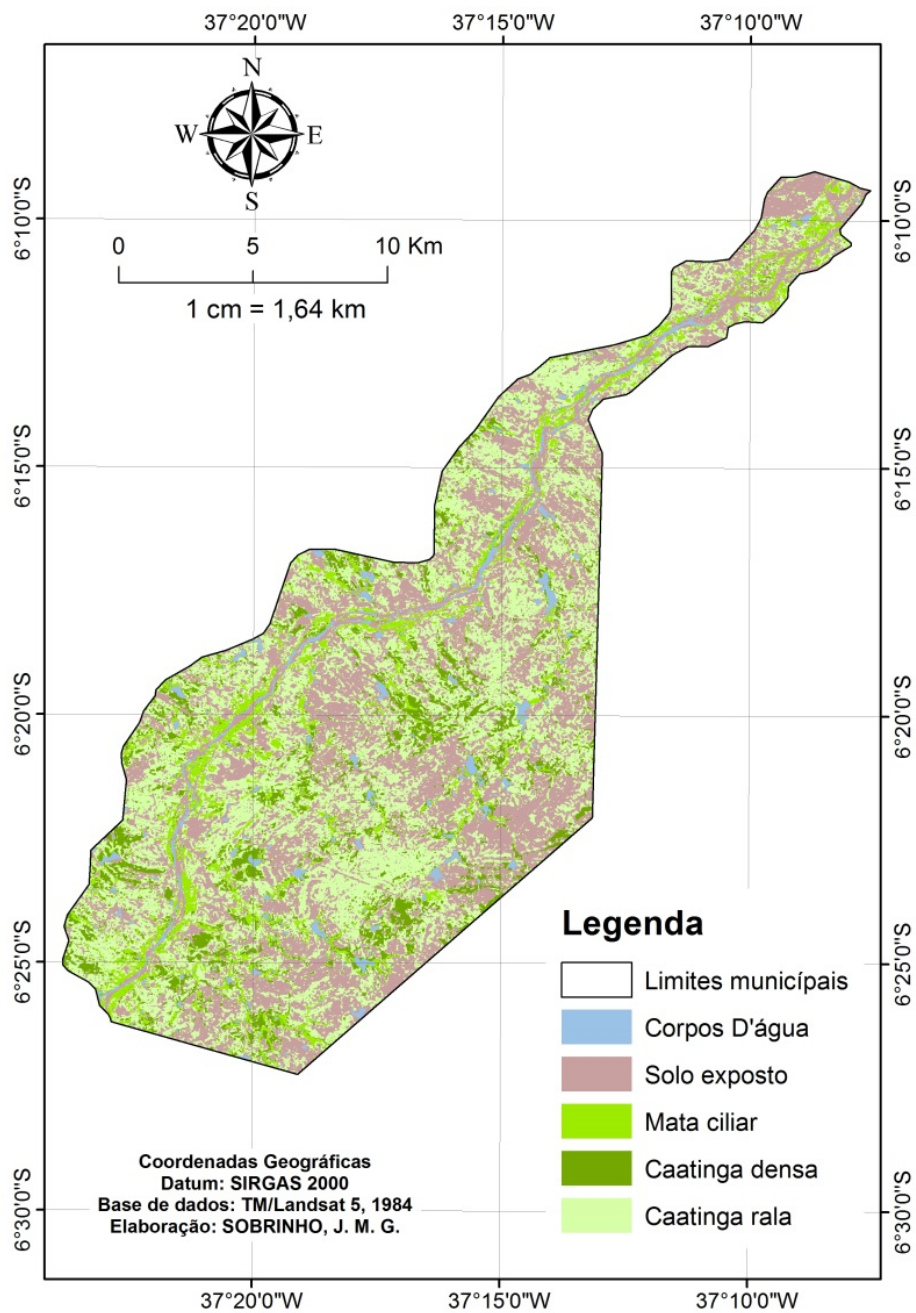 37°20'0"W 37°15'0"W 37°10'0"W
N
W E
S
6°10'0"S 6°10'0"S
0 5 10 Km
1 cm = 1,64 km
6°15'0"S 6°15'0"S
6°20'0"S 6°20'0"S
Legenda
Limites municípais
6°25'0"S 6°25'0"S
Corpos D'água
Solo exposto
Mata ciliar
Caatinga densa
Caatinga rala
Coordenadas Geográficas
Datum: SIRGAS 2000
Base de dados: TM/Landsat 5, 1984
Elaboração: SOBRINHO, J. M. G.
6°30'0"S 6°30'0"S
37°20'0"W 37°15'0"W 37°10'0"W